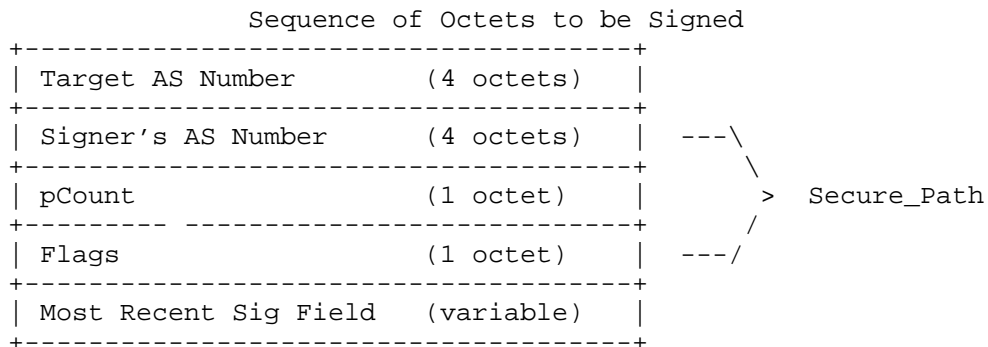 Sequence of Octets to be Signed
+-------------------------------------+
| Target AS Number       (4 octets)   |
+-------------------------------------+
| Signer's AS Number     (4 octets)   |  ---\
+-------------------------------------+      \
| pCount                 (1 octet)    |       >  Secure_Path
+--------- ---------------------------+      /
| Flags                  (1 octet)    |  ---/
+-------------------------------------+
| Most Recent Sig Field  (variable)   |
+-------------------------------------+